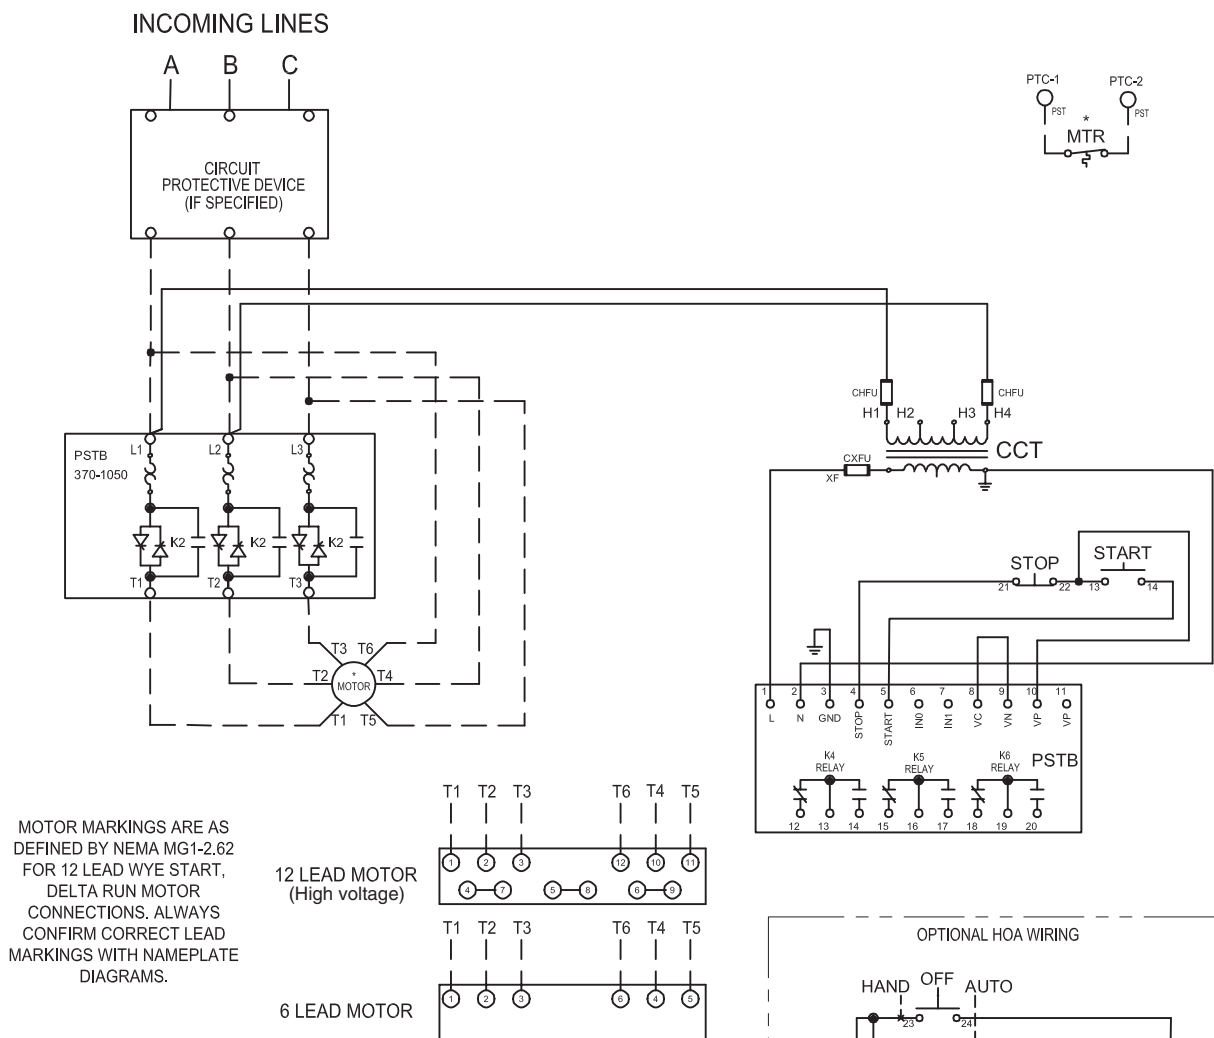 INCOMING LINES
A B C
CIRCUIT
PROTECTIVE DEVICE
(IF SPECIFIED)
PTC-1 PTC-2
PST PST
*
MTR
CHFU CHFU
H1 H2 H3 H4
CCT
CXFU
XF
PSTB
370-1050
L1 L2 L3
K2 K2 K2
T1 T2 T3
STOP START
21 22 13 14
T3 T6
T2 * T4
MOTOR
T1 T5
1 2 3 4 5 6 7 8 9 10 11
L N GND STOP START IN0 IN1 VC VN VP VP
PSTB
K4
RELAY
K5
RELAY
K6
RELAY
12 13 14 15 16 17 18 19 20
MOTOR MARKINGS ARE AS
DEFINED BY NEMA MG1-2.62
FOR 12 LEAD WYE START,
DELTA RUN MOTOR
CONNECTIONS. ALWAYS
CONFIRM CORRECT LEAD
MARKINGS WITH NAMEPLATE
DIAGRAMS.
T1 T2 T3 T6 T4 T5
12 LEAD MOTOR
(High voltage)
1 2 3 12 10 11
4 7 5 8 6 9
T1 T2 T3 T6 T4 T5
6 LEAD MOTOR
1 2 3 6 4 5
OPTIONAL HOA WIRING
HAND OFF AUTO
23 24